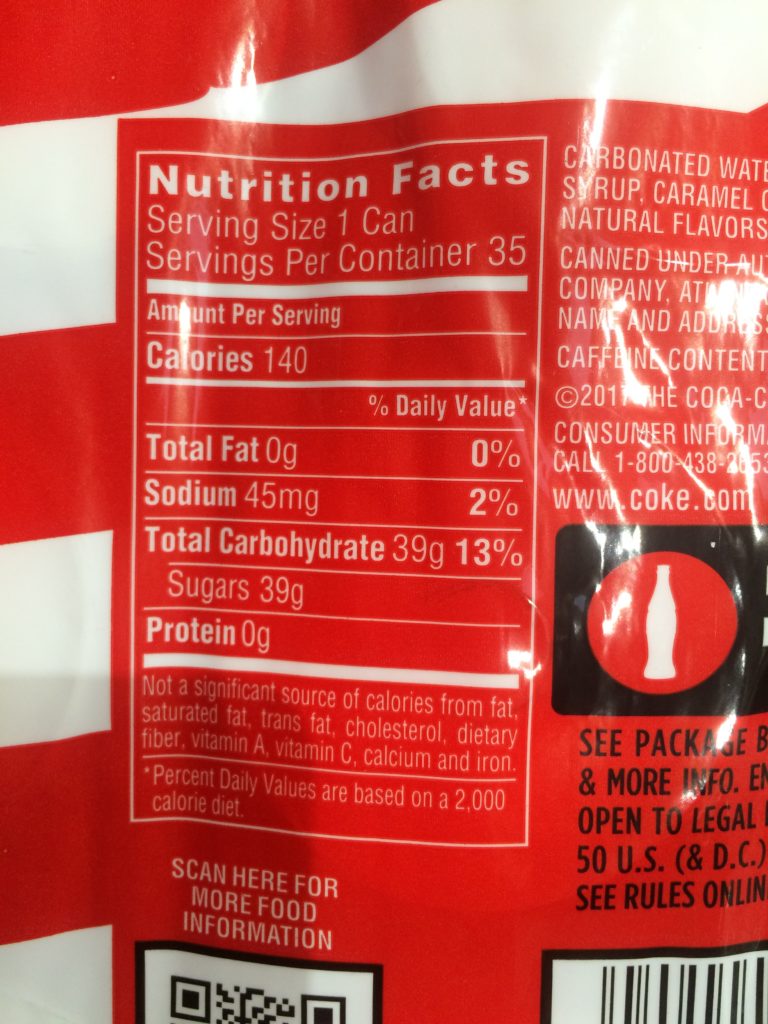 Nutrition Facts
Serving Size 1 Can
Servings Per Container 35
Amount Per Serving
Calories 140
% Daily Value*
Total Fat 0g 0%
Sodium 45mg 2%
Total Carbohydrate 39g 13%
Sugars 39g
Protein 0g
Not a significant source of calories from fat,
saturated fat, trans fat, cholesterol, dietary
fiber, vitamin A, vitamin C, calcium and iron.
*Percent Daily Values are based on a 2,000
calorie diet.
SCAN HERE FOR
MORE FOOD
INFORMATION
CARBONATED WATE
SYRUP, CARAMEL C
NATURAL FLAVORS
CANNED UNDER AUT
COMPANY,
NAME AND ADDRESS
CAFFEINE CONTENT
©2017 THE COCA-C
CONSUMER INFORMA
CALL 1-800-438-2653
www.coke.com
SEE PACKAGE B
& MORE INFO. EN
OPEN TO LEGAL
50 U.S. (& D.C.)
SEE RULES ONLIN